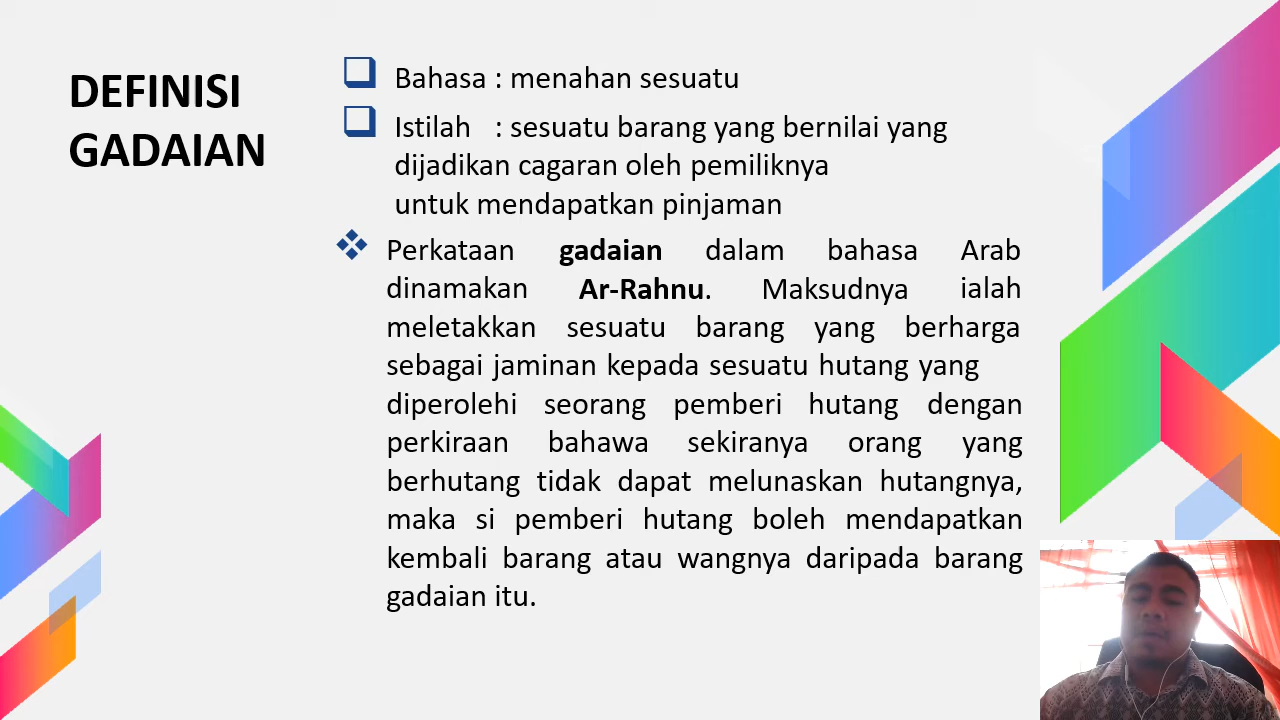 DEFINISI
GADAIAN
Bahasa : menahan sesuatu
Istilah : sesuatu barang yang bernilai yang
dijadikan cagaran oleh pemiliknya
untuk mendapatkan pinjaman
Perkataan gadaian dalam bahasa Arab
dinamakan Ar-Rahnu. Maksudnya ialah
meletakkan sesuatu barang yang berharga
sebagai jaminan kepada sesuatu hutang yang
diperolehi seorang pemberi hutang dengan
perkiraan bahawa sekiranya orang yang
berhutang tidak dapat melunaskan hutangnya,
maka si pemberi hutang boleh mendapatkan
kembali barang atau wangnya daripada barang
gadaian itu.